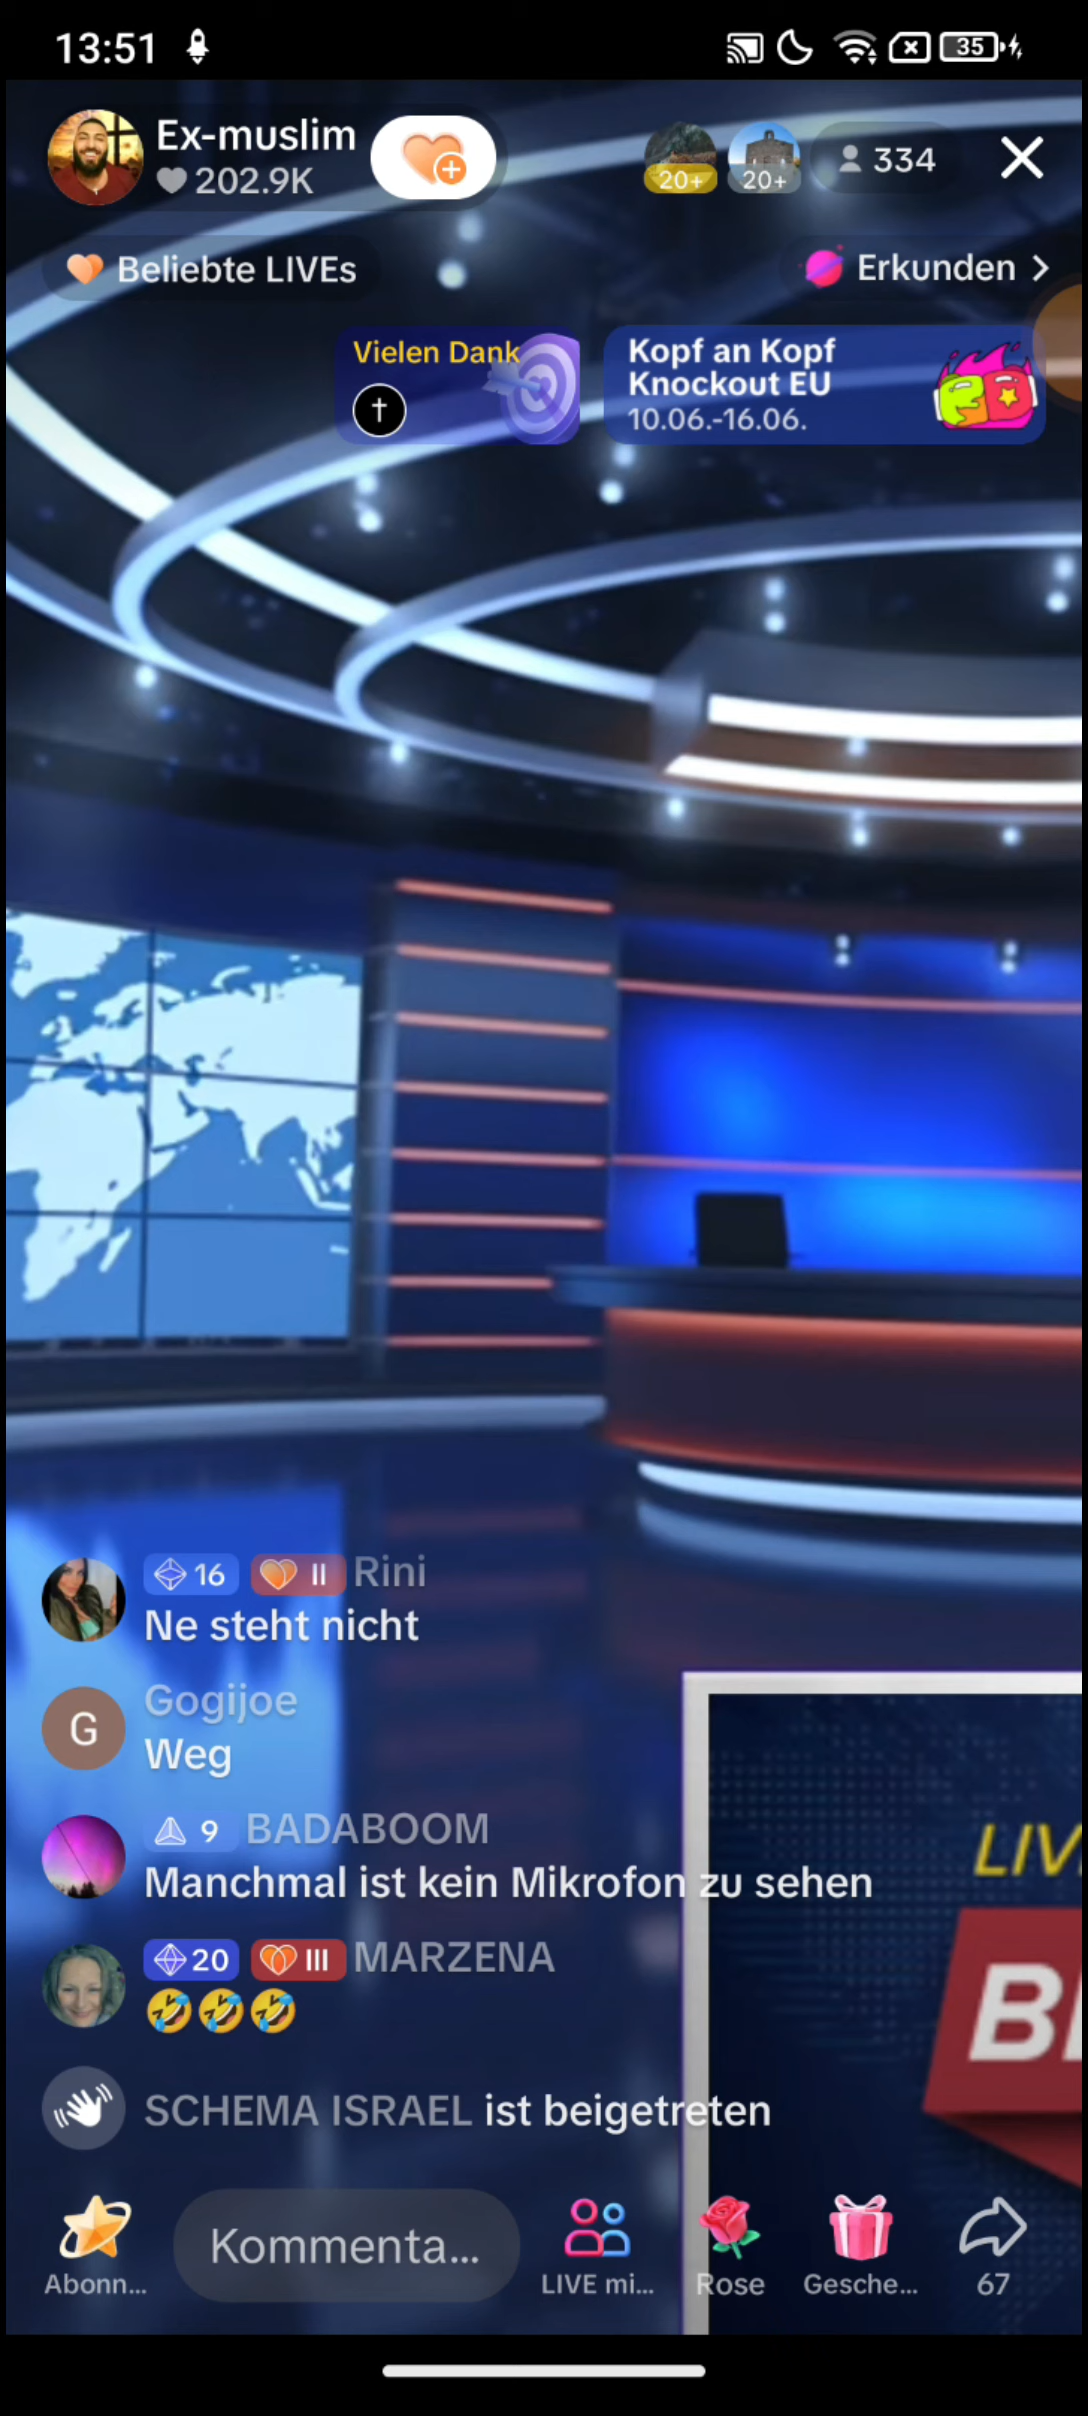 13:51
35
Ex-muslim
202.9K
20+
20+
334
Beliebte LIVEs
Erkunden
Vielen Dank
Kopf an Kopf
Knockout EU
10.06.-16.06.
16 II Rini
Ne steht nicht
G
Gogijoe
Weg
9 BADABOOM
Manchmal ist kein Mikrofon zu sehen
20 III MARZENA
🤣🤣🤣
SCHEMA ISRAEL ist beigetreten
LIV
B
Abonn...
Kommenta...
LIVE mi...
Rose
Gesche...
67